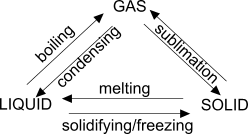 GAS
boiling
condensing
sublimation
melting
LIQUID
SOLID
solidifying/freezing